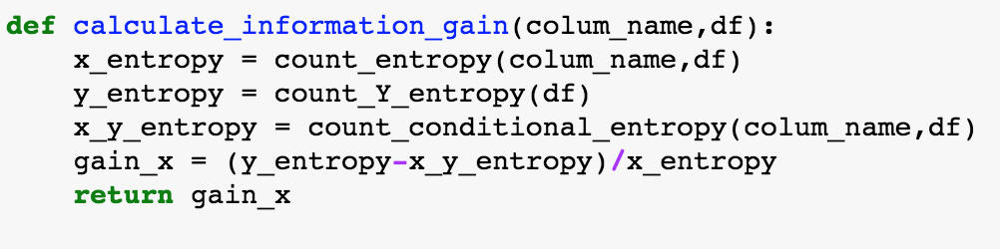 def calculate_information_gain(colum_name,df):
    x_entropy = count_entropy(colum_name,df)
    y_entropy = count_Y_entropy(df)
    x_y_entropy = count_conditional_entropy(colum_name,df)
    gain_x = (y_entropy-x_y_entropy)/x_entropy
    return gain_x